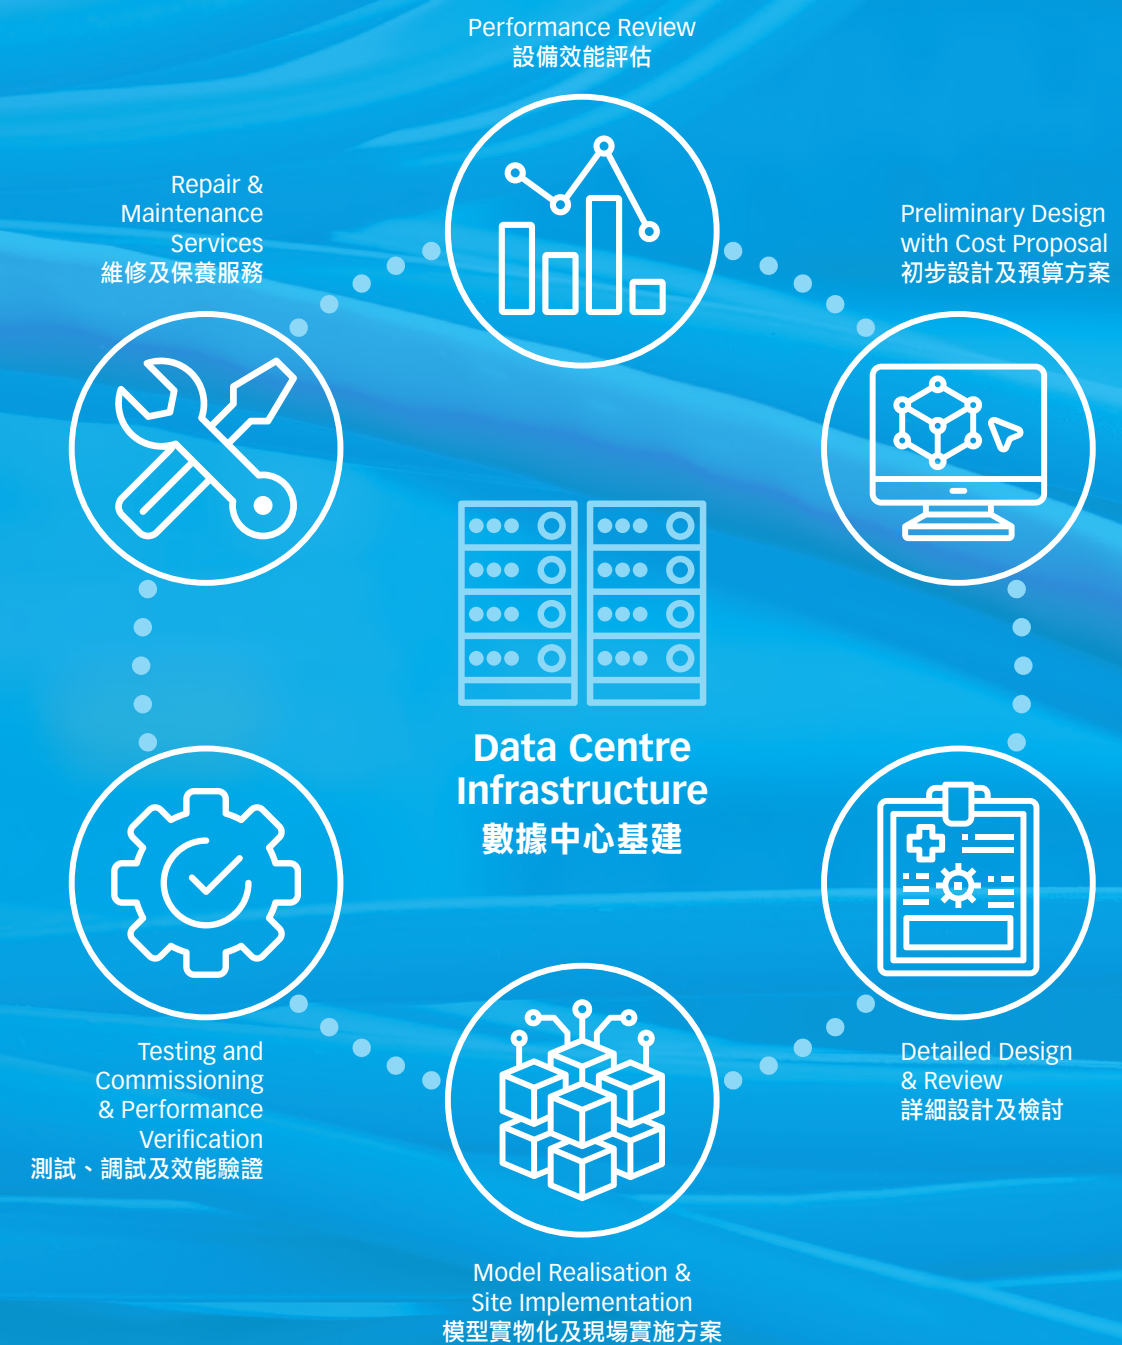 Performance Review
設備效能評估
Repair &
Maintenance
Services
維修及保養服務
Preliminary Design
with Cost Proposal
初步設計及預算方案
Data Centre
Infrastructure
數據中心基建
Testing and
Commissioning
& Performance
Verification
測試、調試及效能驗證
Detailed Design
& Review
詳細設計及檢討
Model Realisation &
Site Implementation
模型實物化及現場實施方案